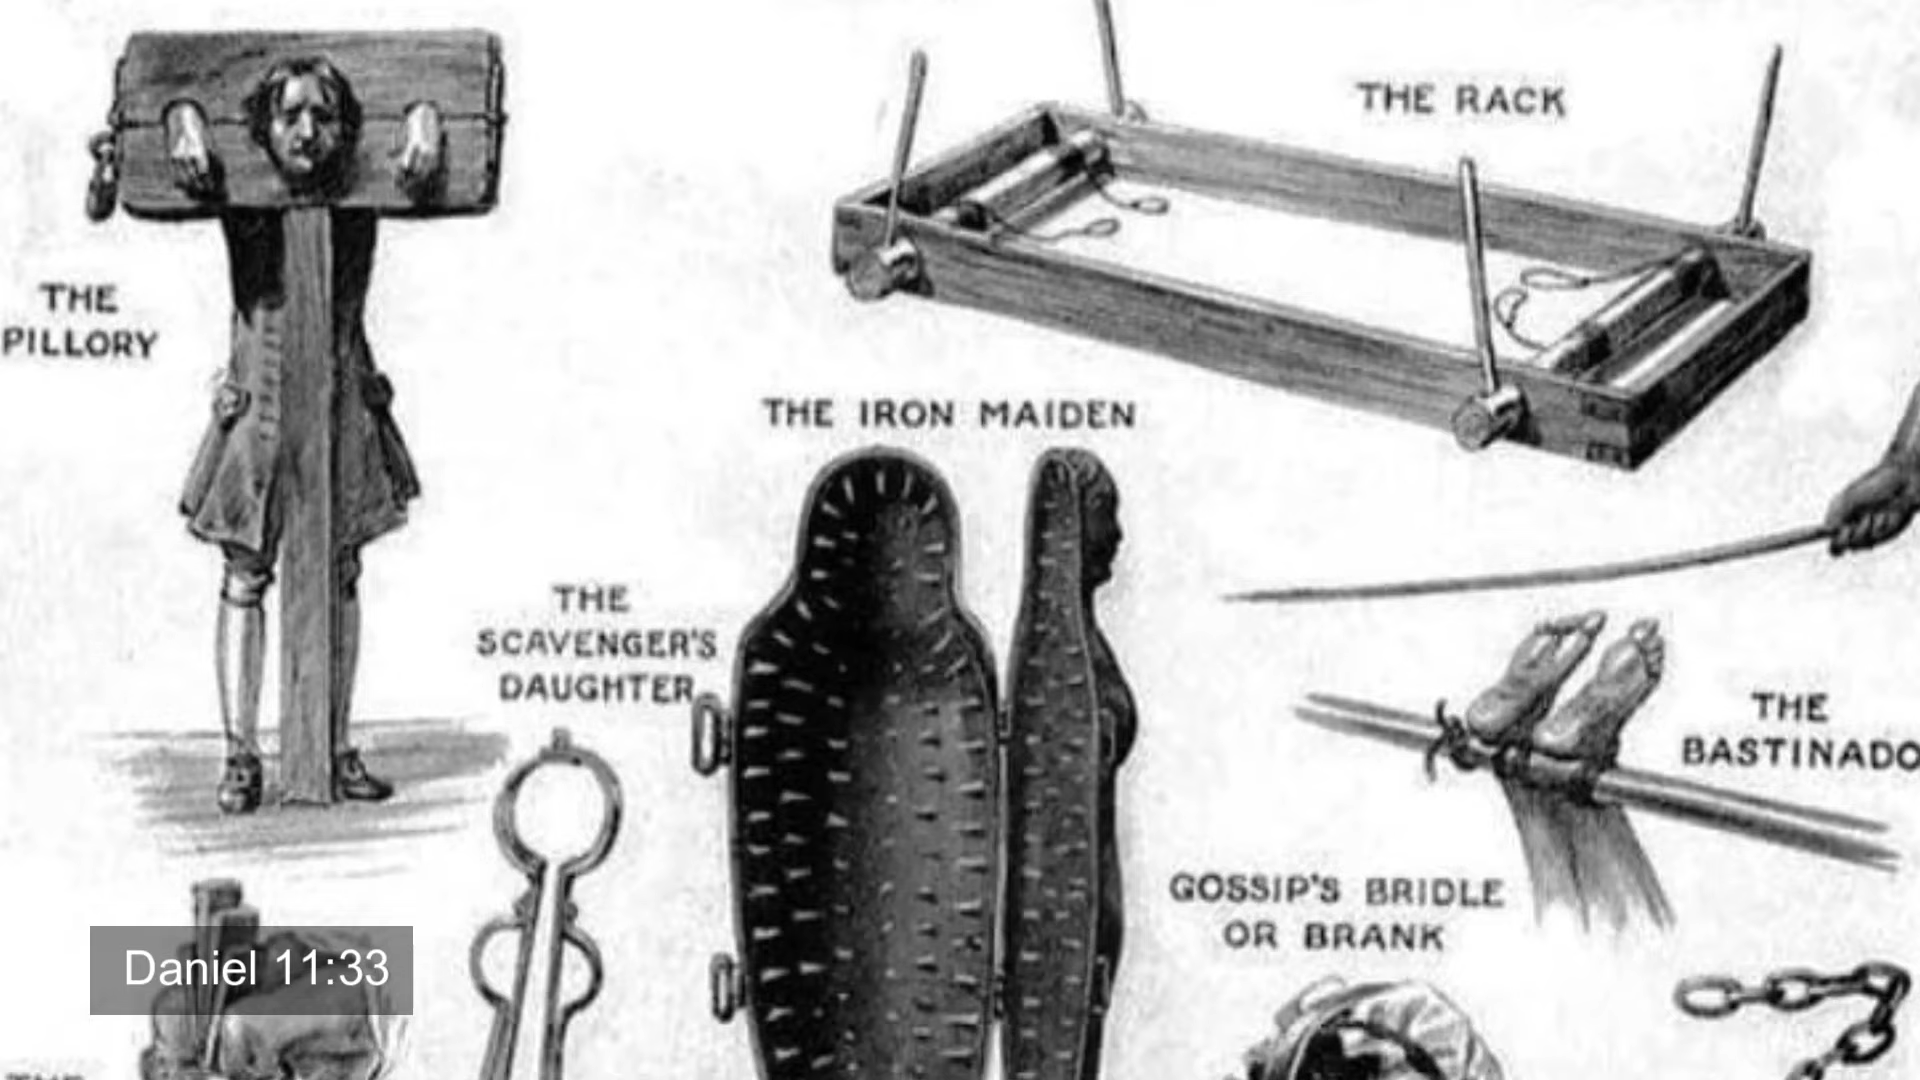 THE RACK
THE
PILLORY
THE IRON MAIDEN
THE
SCAVENGER'S
DAUGHTER
THE
BASTINADO
GOSSIP'S BRIDLE
OR BRANK
Daniel 11:33